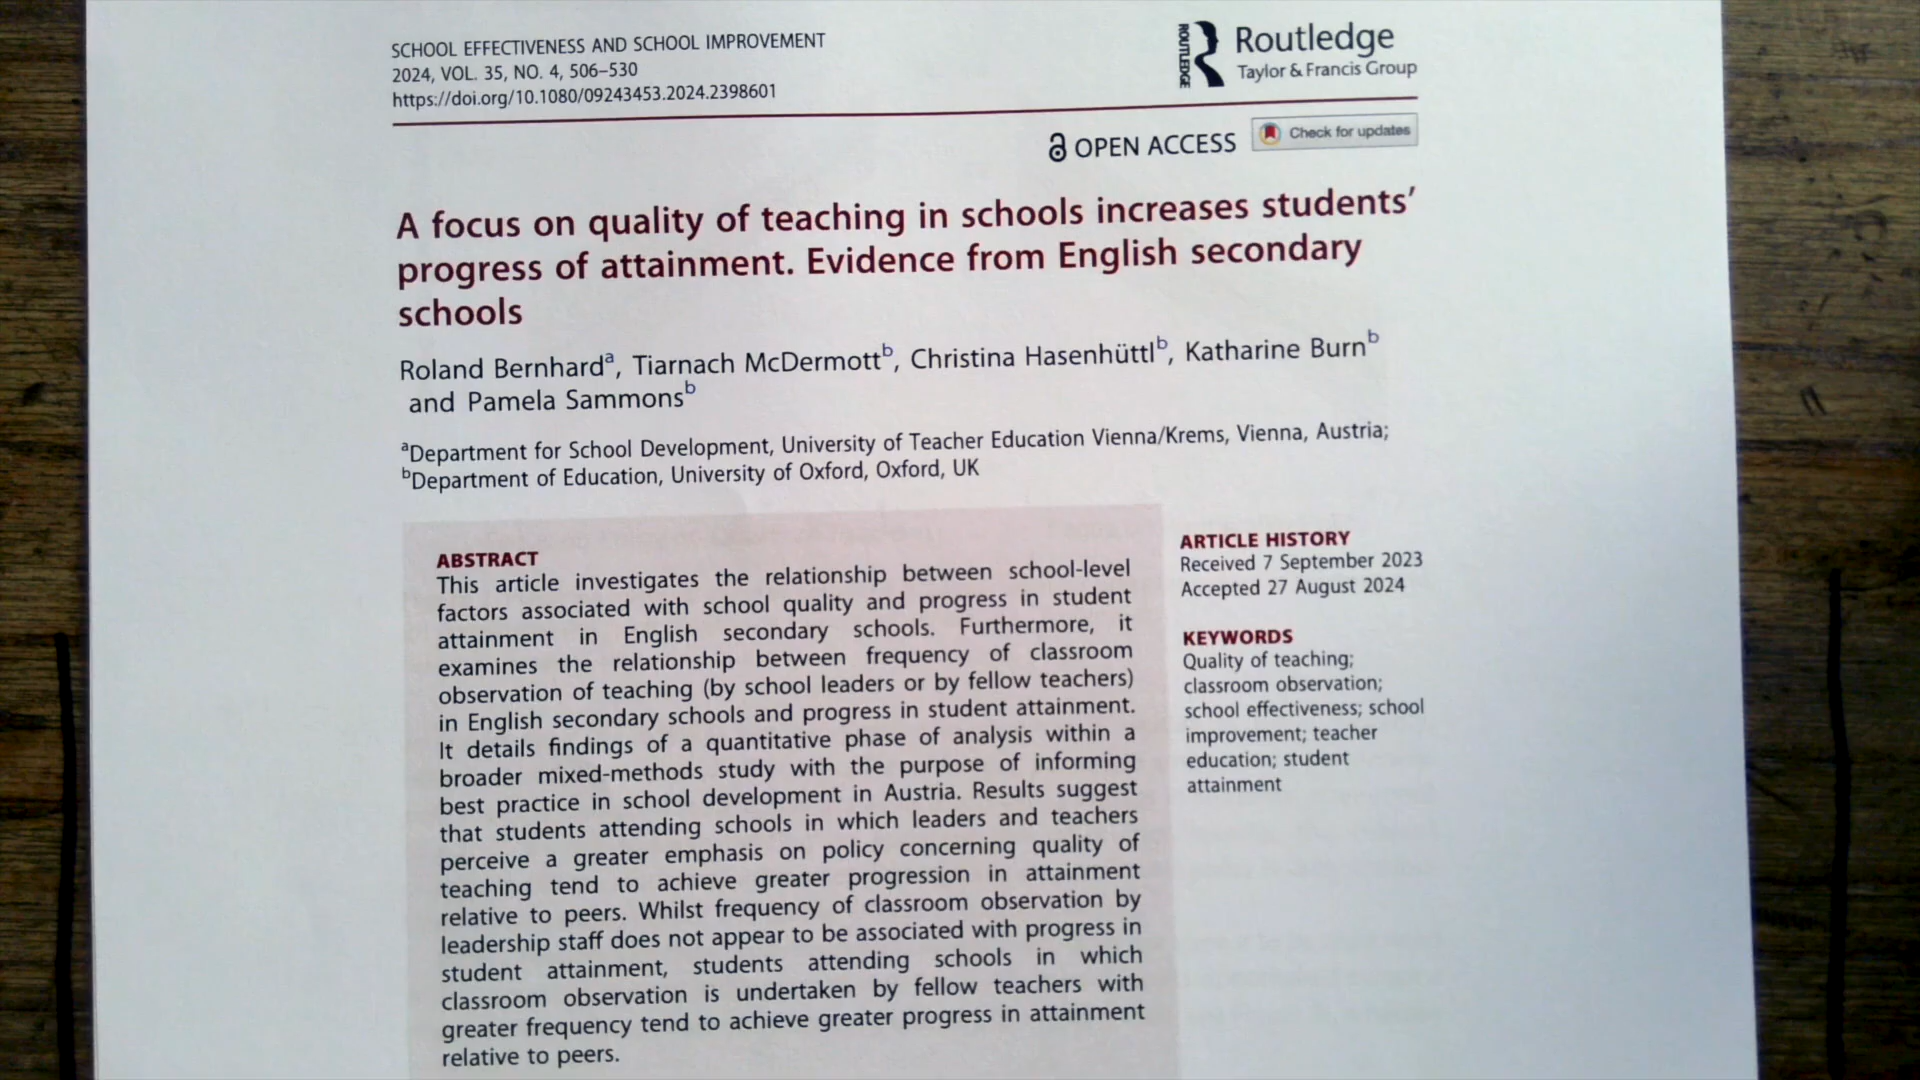 SCHOOL EFFECTIVENESS AND SCHOOL IMPROVEMENT
2024, VOL. 35, NO. 4, 506–530
https://doi.org/10.1080/09243453.2024.2398601
ROUTLEDGE
Routledge
Taylor & Francis Group
OPEN ACCESS
Check for updates
A focus on quality of teaching in schools increases students’
progress of attainment. Evidence from English secondary
schools
Roland Bernhardᵃ, Tiarnach McDermottᵇ, Christina Hasenhüttlᵇ, Katharine Burnᵇ
and Pamela Sammonsᵇ
ᵃDepartment for School Development, University of Teacher Education Vienna/Krems, Vienna, Austria;
ᵇDepartment of Education, University of Oxford, Oxford, UK
ABSTRACT
This article investigates the relationship between school-level
factors associated with school quality and progress in student
attainment in English secondary schools. Furthermore, it
examines the relationship between frequency of classroom
observation of teaching (by school leaders or by fellow teachers)
in English secondary schools and progress in student attainment.
It details findings of a quantitative phase of analysis within a
broader mixed-methods study with the purpose of informing
best practice in school development in Austria. Results suggest
that students attending schools in which leaders and teachers
perceive a greater emphasis on policy concerning quality of
teaching tend to achieve greater progression in attainment
relative to peers. Whilst frequency of classroom observation by
leadership staff does not appear to be associated with progress in
student attainment, students attending schools in which
classroom observation is undertaken by fellow teachers with
greater frequency tend to achieve greater progress in attainment
relative to peers.
ARTICLE HISTORY
Received 7 September 2023
Accepted 27 August 2024
KEYWORDS
Quality of teaching;
classroom observation;
school effectiveness; school
improvement; teacher
education; student
attainment